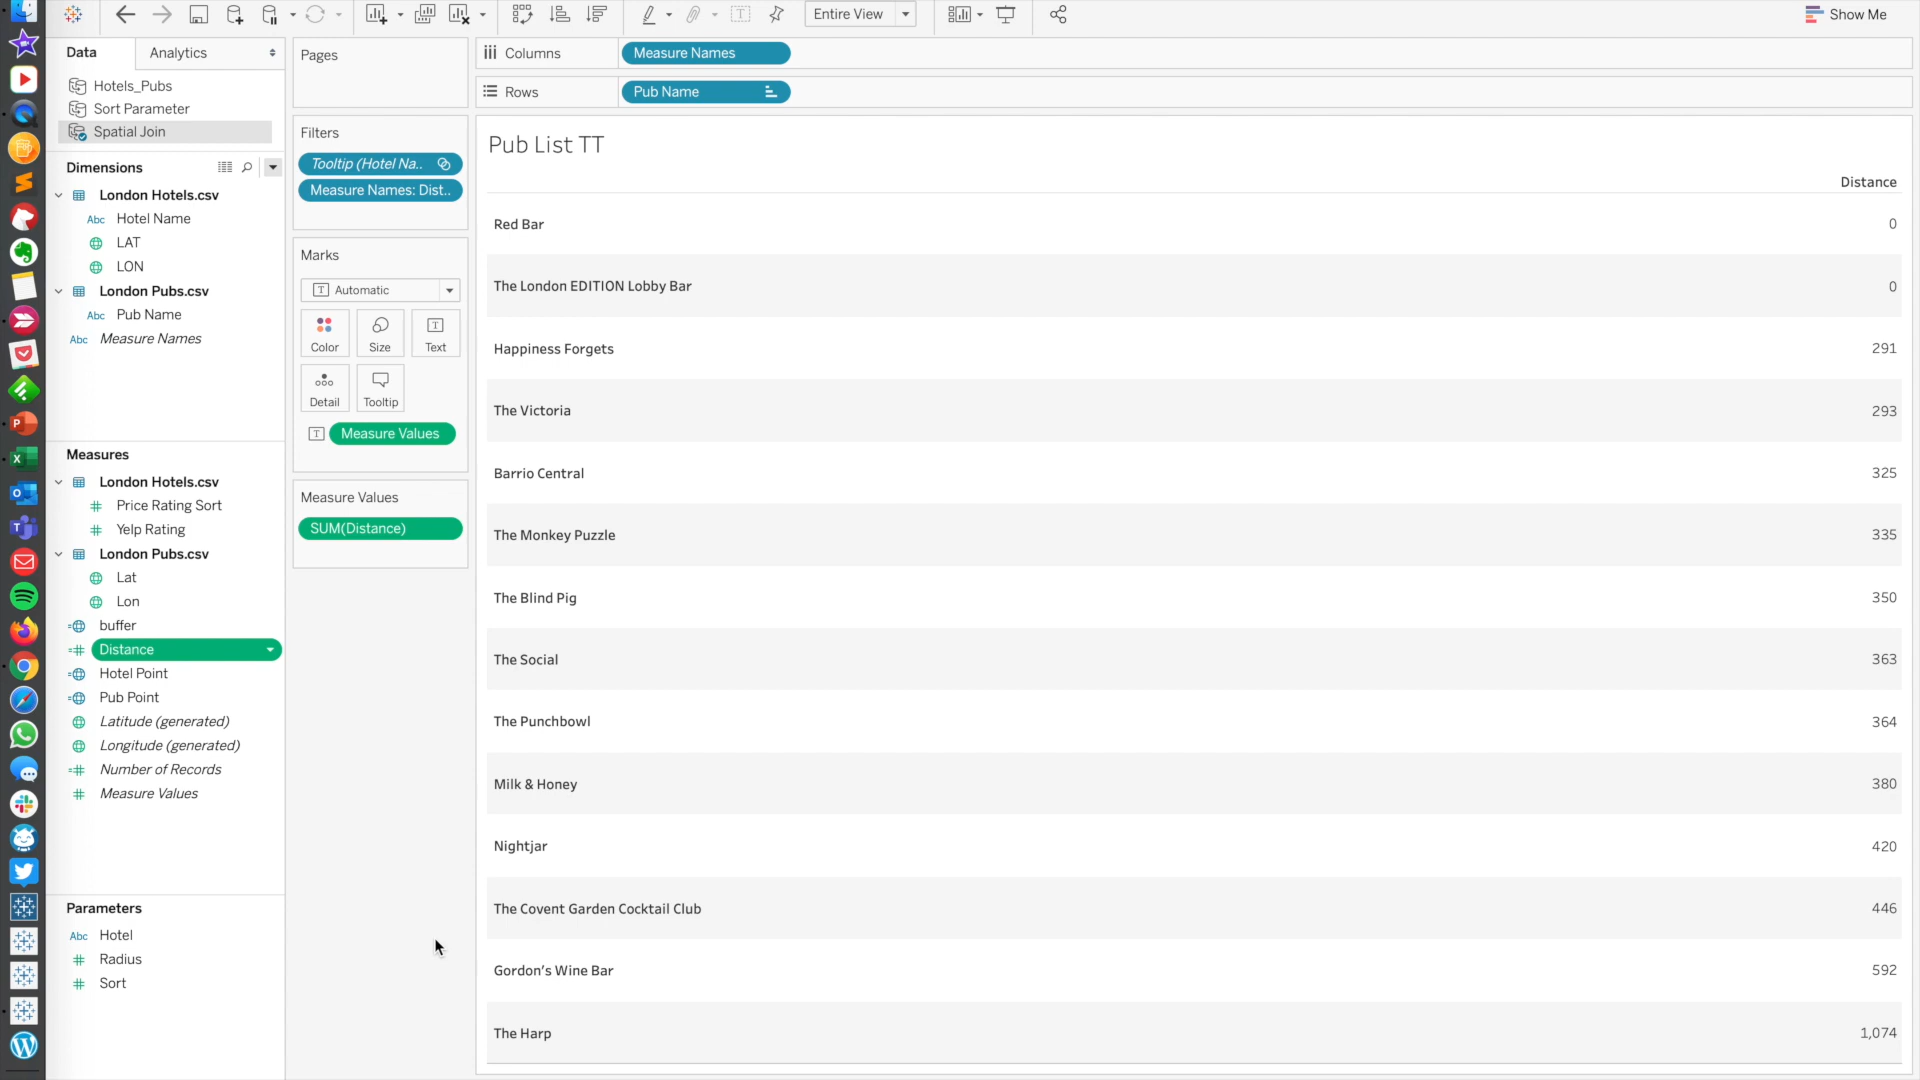 Entire View
Show Me
Data
Analytics
Hotels_Pubs
Sort Parameter
Spatial Join
Dimensions
London Hotels.csv
Abc Hotel Name
LAT
LON
London Pubs.csv
Abc Pub Name
Abc Measure Names
Measures
London Hotels.csv
Price Rating Sort
Yelp Rating
London Pubs.csv
Lat
Lon
buffer
Distance
Hotel Point
Pub Point
Latitude (generated)
Longitude (generated)
Number of Records
Measure Values
Parameters
Abc Hotel
Radius
Sort
Pages
Filters
Tooltip (Hotel Na..
Measure Names: Dist..
Marks
Automatic
Color
Size
Text
Detail
Tooltip
Measure Values
Measure Values
SUM(Distance)
Columns
Measure Names
Rows
Pub Name
Pub List TT
Distance
Red Bar 0
The London EDITION Lobby Bar 0
Happiness Forgets 291
The Victoria 293
Barrio Central 325
The Monkey Puzzle 335
The Blind Pig 350
The Social 363
The Punchbowl 364
Milk & Honey 380
Nightjar 420
The Covent Garden Cocktail Club 446
Gordon's Wine Bar 592
The Harp 1,074